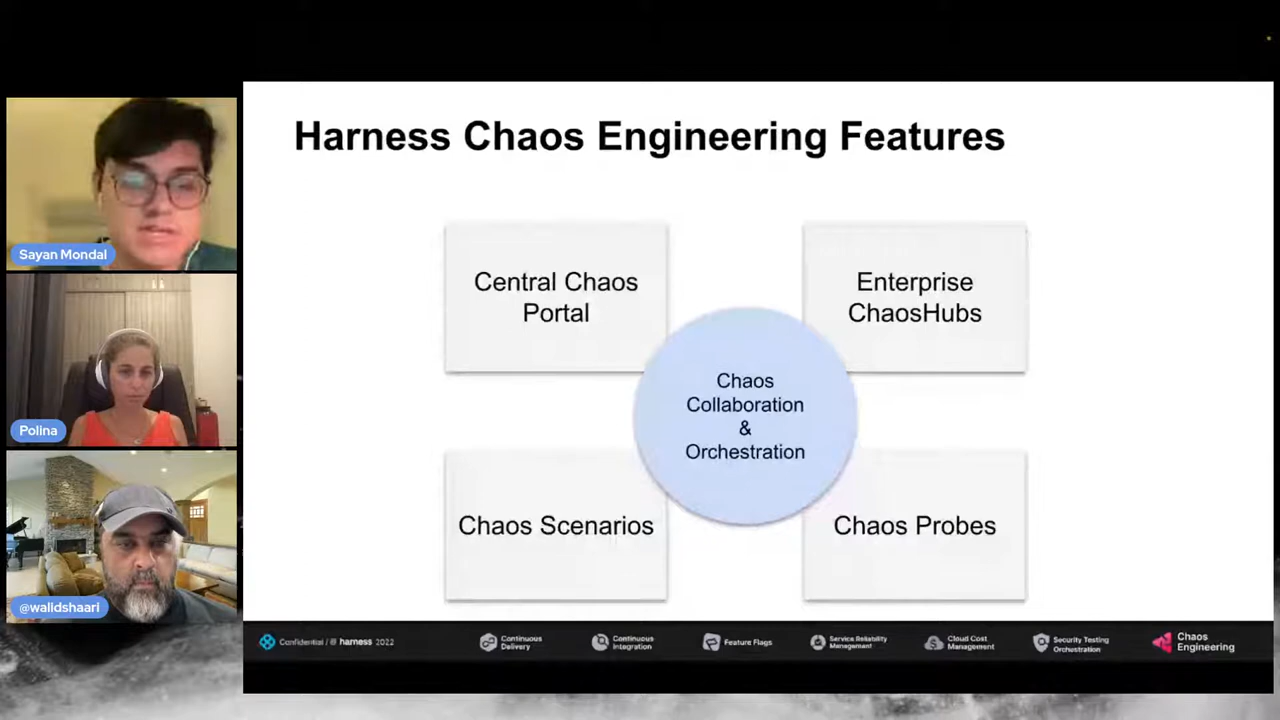 Harness Chaos Engineering Features
Sayan Mondal
Polina
@walidshaari
Central Chaos
Portal
Enterprise
ChaosHubs
Chaos
Collaboration
&
Orchestration
Chaos Scenarios
Chaos Probes
Confidential / @ harness 2022
Continuous
Delivery
Continuous
Integration
Feature Flags
Service Reliability
Management
Cloud Cost
Management
Security Testing
Orchestration
Chaos
Engineering